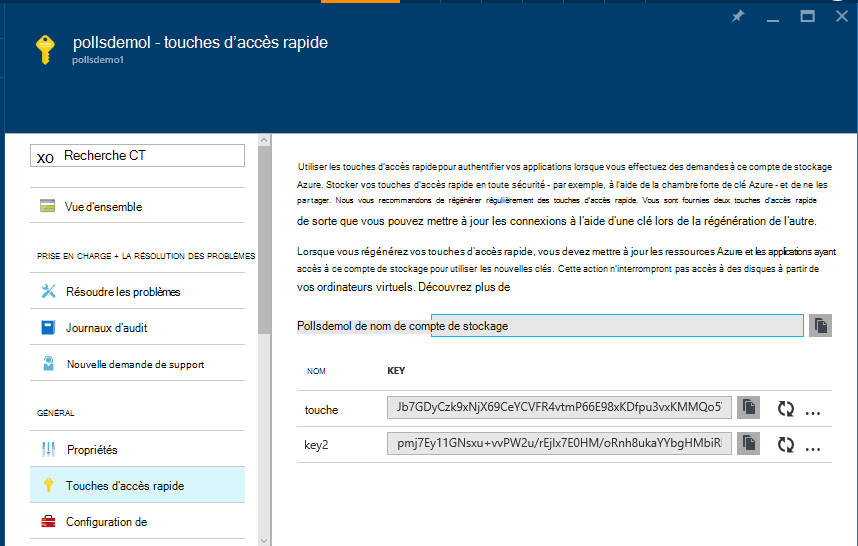 pollsdemol - touches d'accès rapide
pollsdemo1
xo Recherche CT
Vue d'ensemble
PRISE EN CHARGE + LA RÉSOLUTION DES PROBLÈMES
Résoudre les problèmes
Journaux d'audit
Nouvelle demande de support
GÉNÉRAL
Propriétés
Touches d'accès rapide
Configuration de
Utiliser les touches d'accès rapide pour authentifier vos applications lorsque vous effectuez des demandes à ce compte de stockage
Azure. Stocker vos touches d'accès rapide en toute sécurité - par exemple, à l'aide de la chambre forte de clé Azure - et de ne les
partager. Nous vous recommandons de régénérer régulièrement des touches d'accès rapide. Vous sont fournies deux touches d'accès rapide
de sorte que vous pouvez mettre à jour les connexions à l'aide d'une clé lors de la régénération de l'autre.
Lorsque vous régénérez vos touches d'accès rapide, vous devez mettre à jour les ressources Azure et les applications ayant
accès à ce compte de stockage pour utiliser les nouvelles clés. Cette action n'interrompront pas accès à des disques à partir de
vos ordinateurs virtuels. Découvrez plus de
Pollsdemol de nom de compte de stockage
NOM KEY
touche Jb7GDyCzk9xNjX69CeYCVFR4vtmP66E98xKDfpu3vxKMMQo5
key2 pmj7Ey11GNsxu+vvPW2u/rEjIx7E0HM/oRnh8ukaYYbgHMbiR